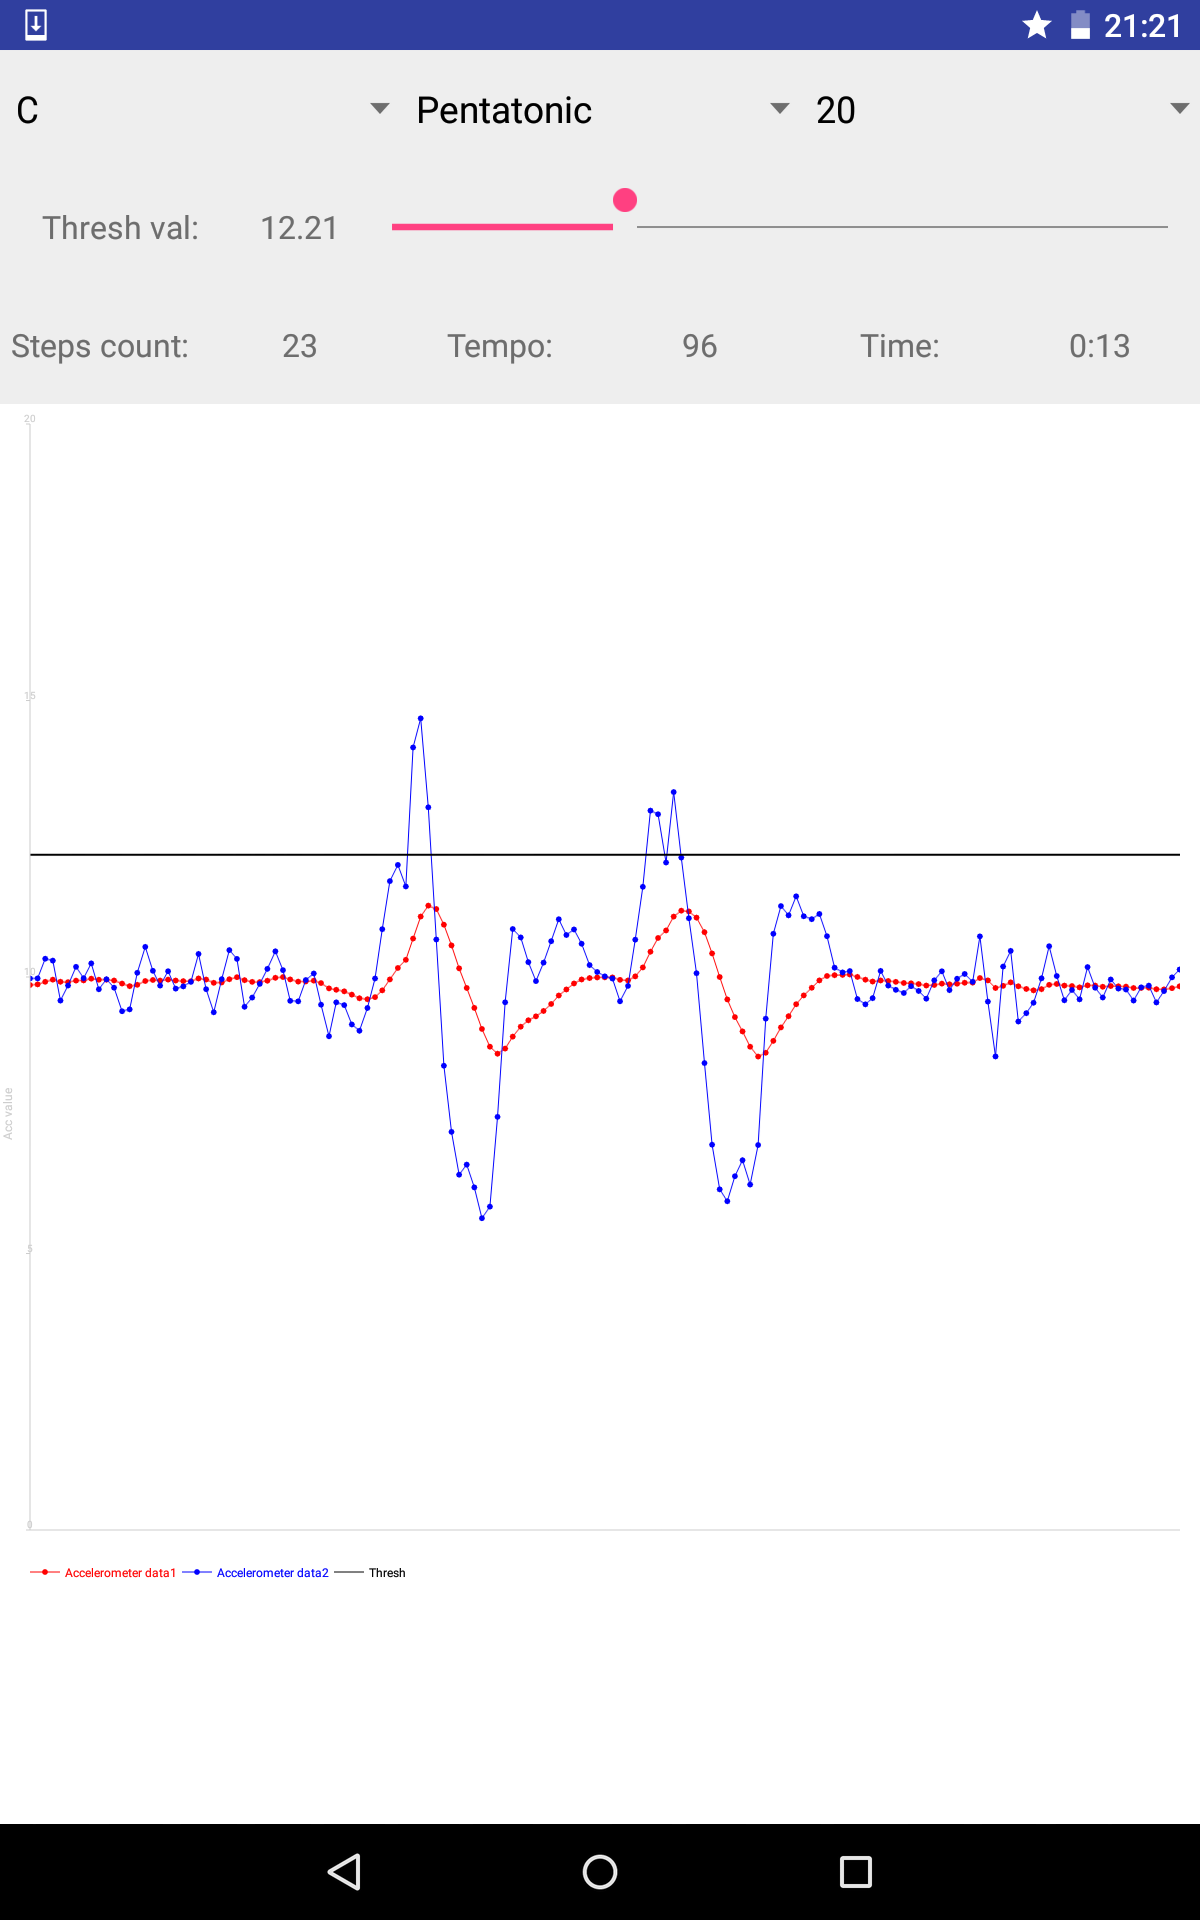 21:21
C Pentatonic 20
Thresh val: 12.21
Steps count: 23 Tempo: 96 Time: 0:13
20
15
10
Acc value
5
0
Accelerometer data1 Accelerometer data2 Thresh